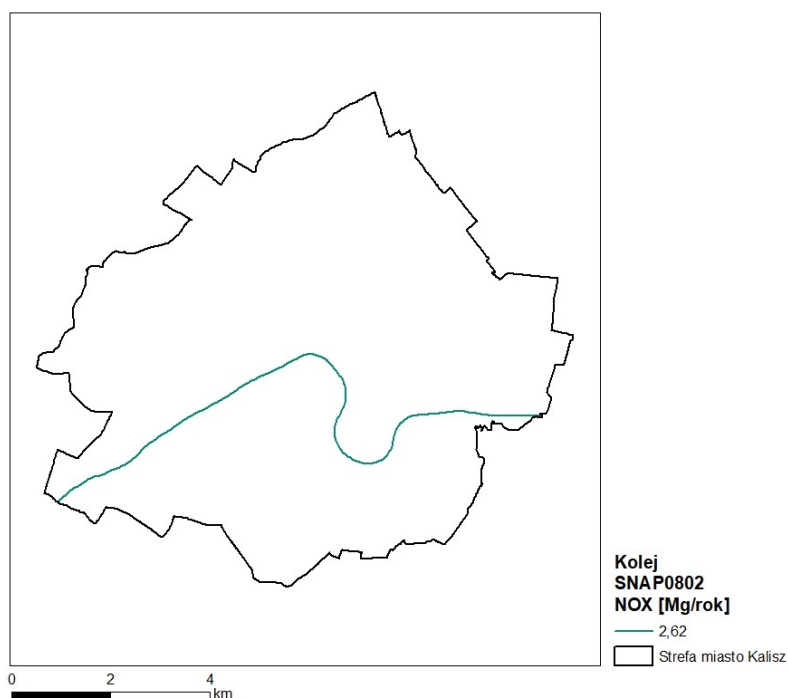 Kolej
SNAP0802
NOX [Mg/rok]
2,62
Strefa miasto Kalisz
0 2 4
km